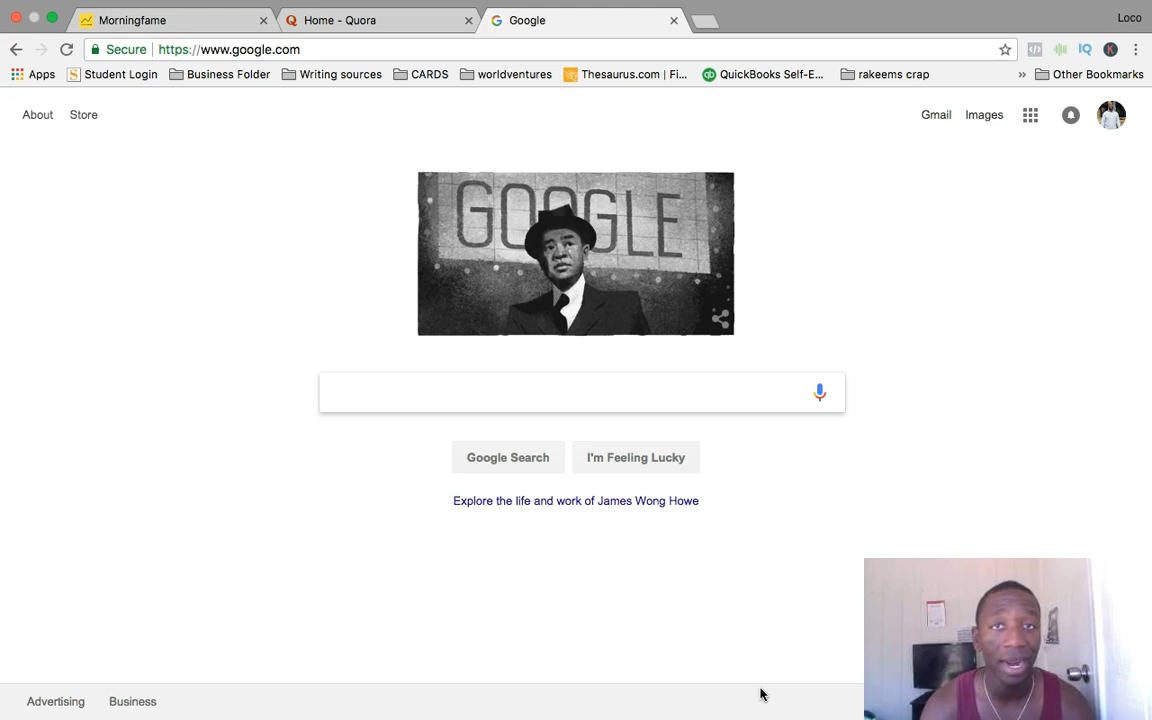 Morningfame
Home - Quora
Google
Loco
Secure
https://www.google.com
IQ
K
Apps
Student Login
Business Folder
Writing sources
CARDS
worldventures
Thesaurus.com | Fi...
QuickBooks Self-E...
rakeems crap
»
Other Bookmarks
About
Store
Gmail
Images
GOOGLE
Google Search
I'm Feeling Lucky
Explore the life and work of James Wong Howe
Advertising
Business